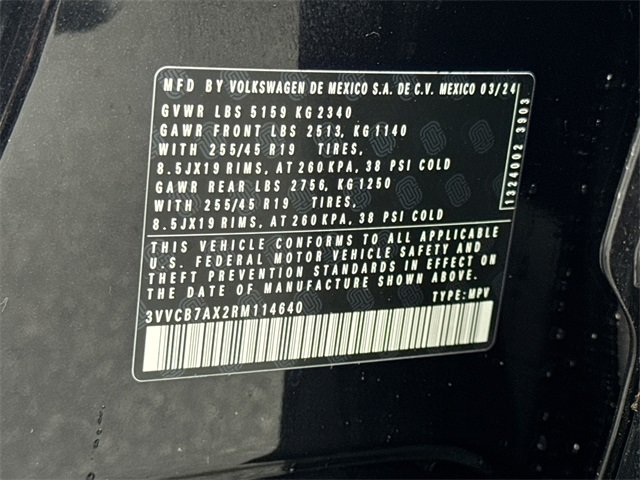 MFD BY VOLKSWAGEN DE MEXICO S.A. DE C.V. MEXICO 03/24
GVWR LBS 5159 KG 2340
GAWR FRONT LBS 2513, KG 1140
WITH 255/45 R19 TIRES,
8.5JX19 RIMS, AT 260 KPA, 38 PSI COLD
GAWR REAR LBS 2756, KG 1250
WITH 255/45 R19 TIRES,
8.5JX19 RIMS, AT 260 KPA, 38 PSI COLD
1324002 3903
THIS VEHICLE CONFORMS TO ALL APPLICABLE
U.S. FEDERAL MOTOR VEHICLE SAFETY AND
THEFT PREVENTION STANDARDS IN EFFECT ON
THE DATE OF MANUFACTURE SHOWN ABOVE.
3VVCB7AX2RM114640 TYPE: MPV